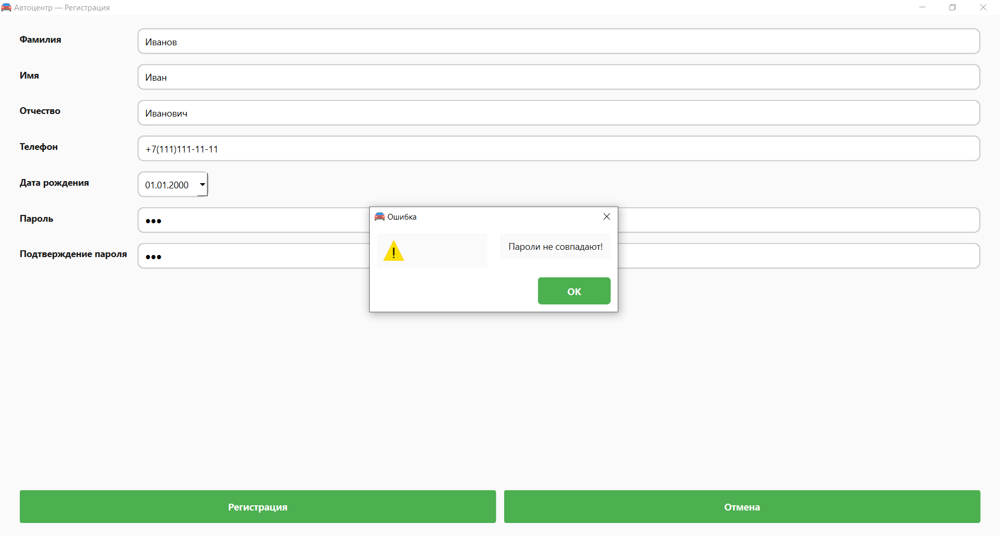 Автоцентр — Регистрация
Фамилия
Иванов
Имя
Иван
Отчество
Иванович
Телефон
+7(111)111-11-11
Дата рождения
01.01.2000
Пароль
•••
Подтверждение пароля
•••
Ошибка
Пароли не совпадают!
ОК
Регистрация
Отмена